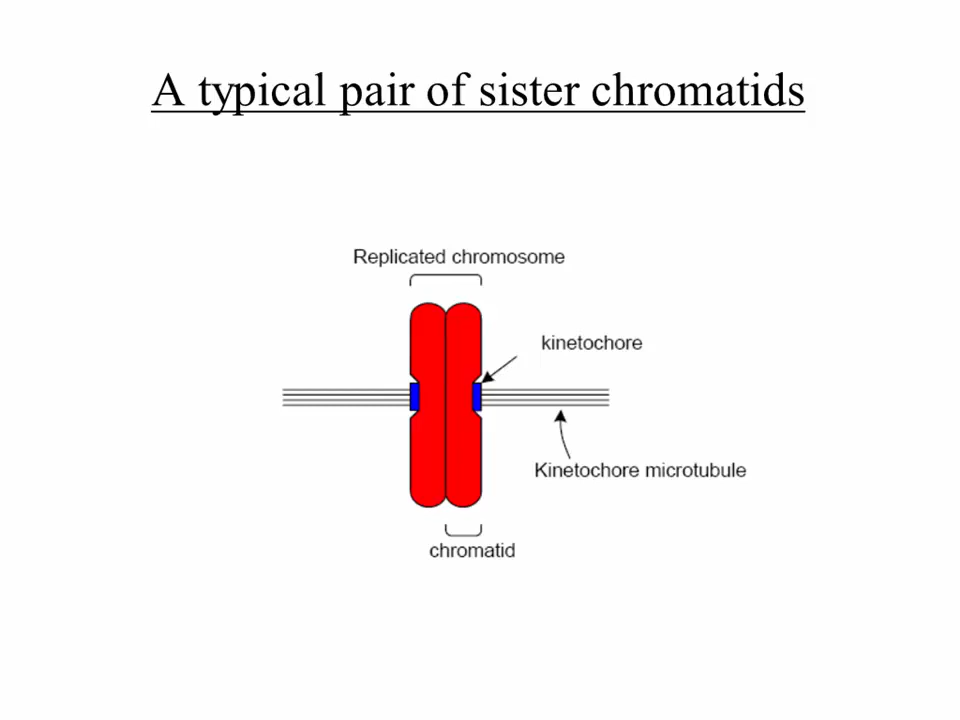 A typical pair of sister chromatids
Replicated chromosome
kinetochore
Kinetochore microtubule
chromatid